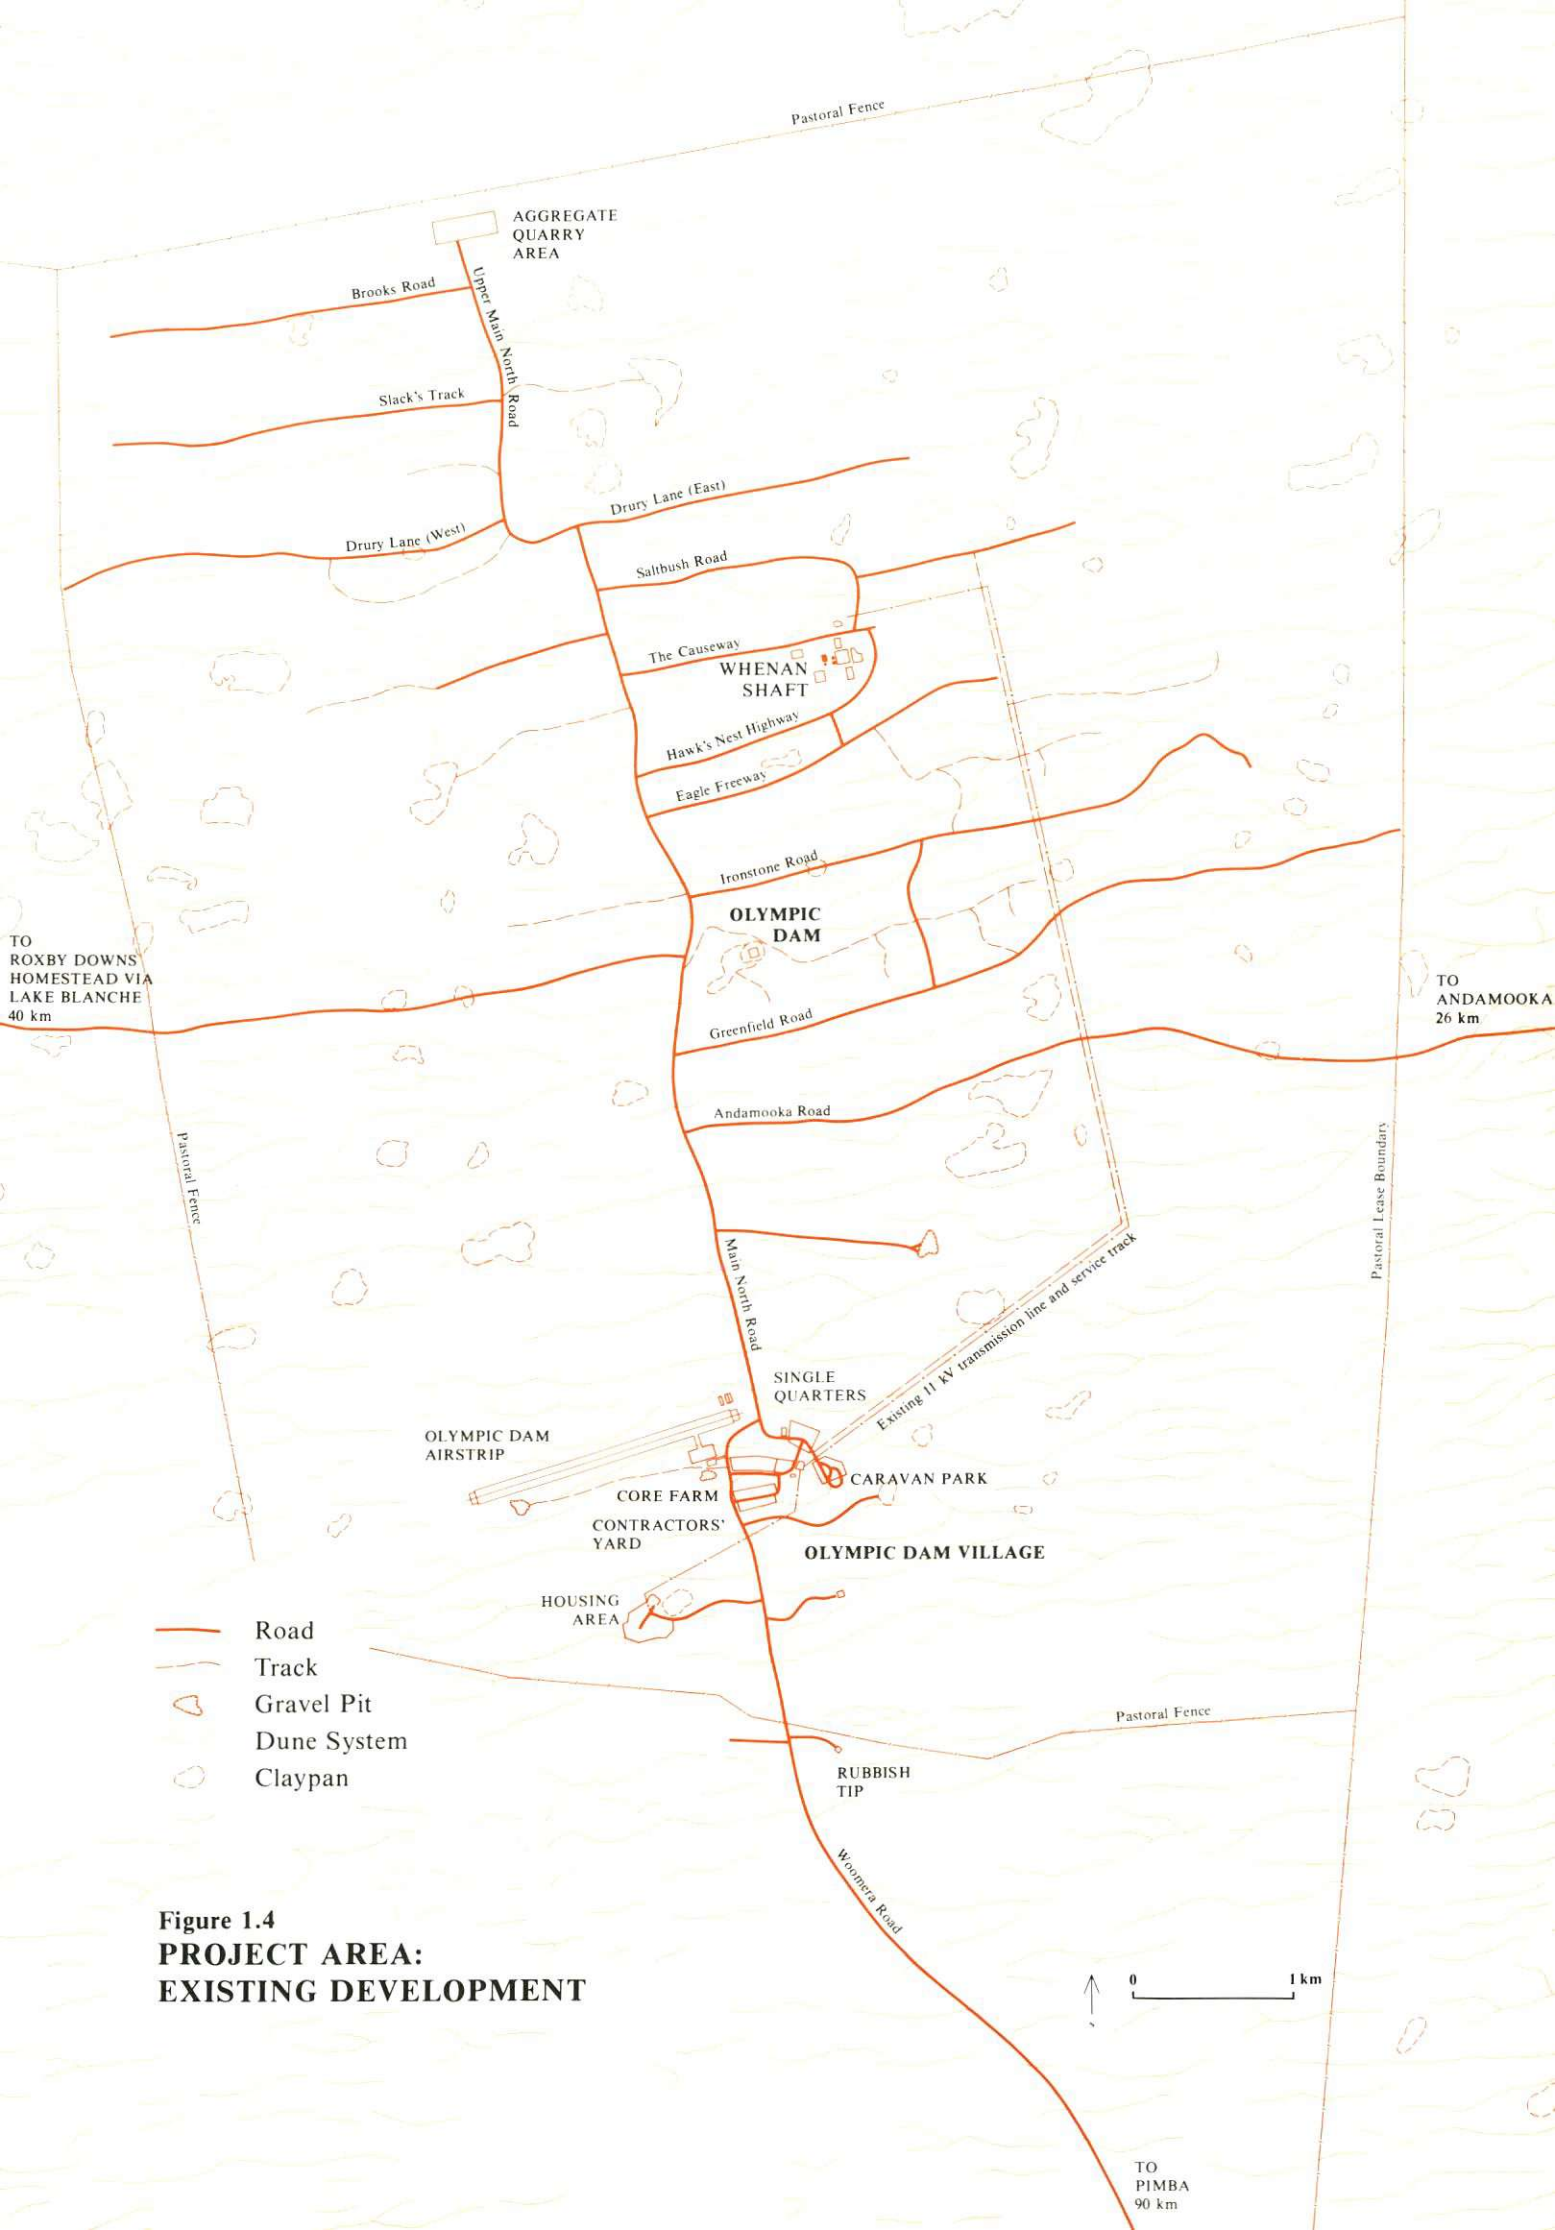 Pastoral Fence
AGGREGATE
QUARRY
AREA
Brooks Road
Upper Main North Road
Slack's Track
Drury Lane (East)
Drury Lane (West)
Saltbush Road
The Causeway
WHENAN
SHAFT
Hawk's Nest Highway
Eagle Freeway
Ironstone Road
OLYMPIC
DAM
TO
ROXBY DOWNS
HOMESTEAD VIA
LAKE BLANCHE
40 km
TO
ANDAMOOKA
26 km
Greenfield Road
Andamooka Road
Pastoral Fence
Pastoral Lease Boundary
Main North Road
Existing 11 kV transmission line and service track
SINGLE
QUARTERS
OLYMPIC DAM
AIRSTRIP
CARAVAN PARK
CORE FARM
CONTRACTORS'
YARD
OLYMPIC DAM VILLAGE
HOUSING
AREA
Road
Track
Gravel Pit
Dune System
Claypan
Pastoral Fence
RUBBISH
TIP
Woomera Road
Figure 1.4
PROJECT AREA:
EXISTING DEVELOPMENT
0 1 km
TO
PIMBA
90 km